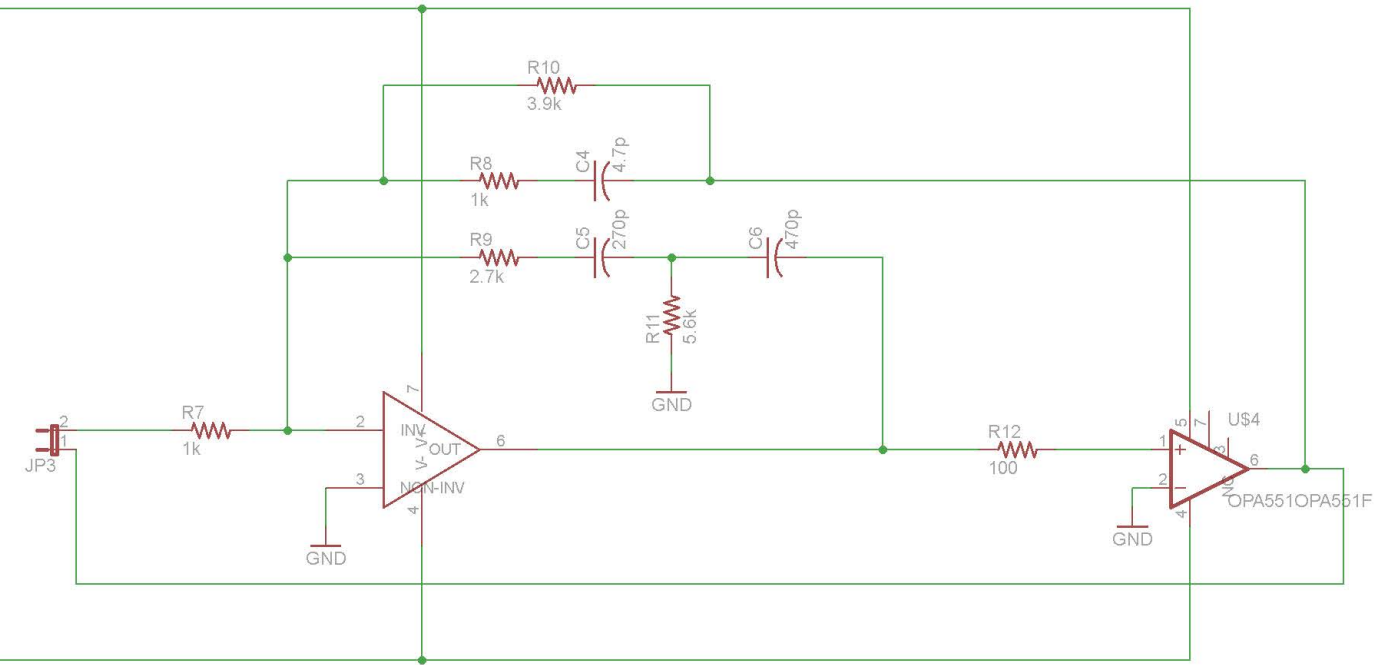 R10
3.9k
R8
1k
C4
4.7p
R9
2.7k
C5
270p
C6
470p
R11
5.6k
GND
JP3
2
1
R7
1k
2
3
7
4
6
INV
V+
V-
OUT
NON-INV
GND
R12
100
1
2
5
7
3
6
4
+
-
NC
U$4
OPA551OPA551F
GND